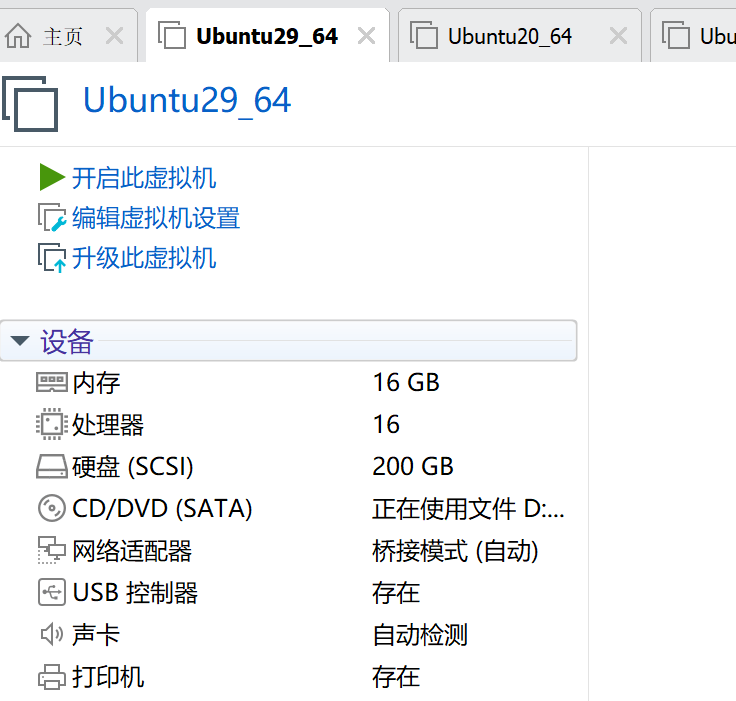 主页 Ubuntu29_64 Ubuntu20_64 Ubu
Ubuntu29_64
开启此虚拟机
编辑虚拟机设置
升级此虚拟机
设备
内存 16 GB
处理器 16
硬盘 (SCSI) 200 GB
CD/DVD (SATA) 正在使用文件 D:...
网络适配器 桥接模式 (自动)
USB 控制器 存在
声卡 自动检测
打印机 存在